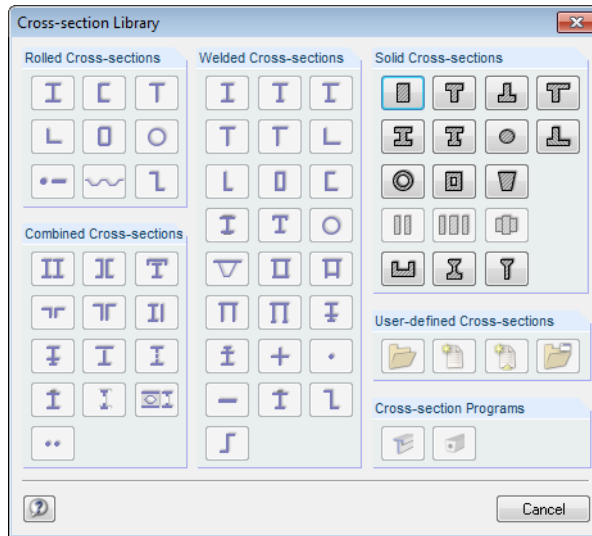 Cross-section Library
Rolled Cross-sections
Welded Cross-sections
Solid Cross-sections
Combined Cross-sections
User-defined Cross-sections
Cross-section Programs
Cancel